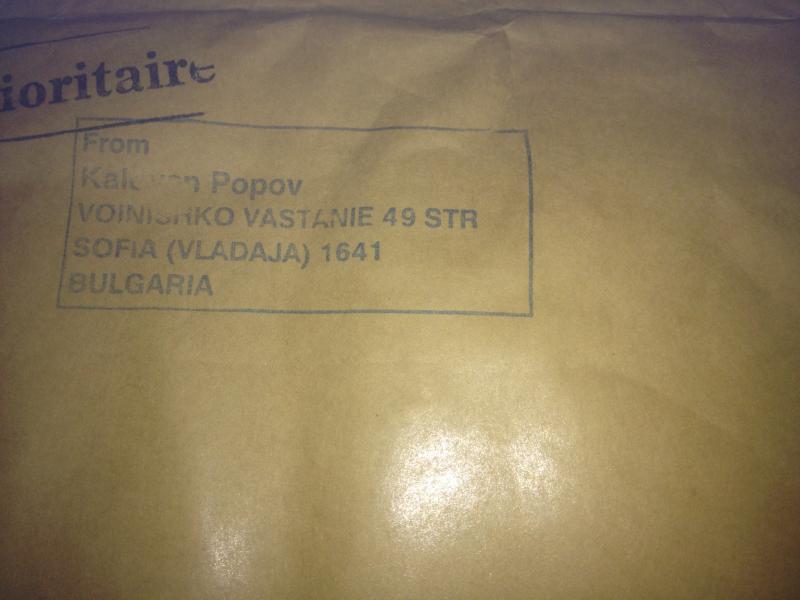 ioritaire
From
Popov
VOINISHKO VASTANIE 49 STR
SOFIA (VLADAJA) 1641
BULGARIA